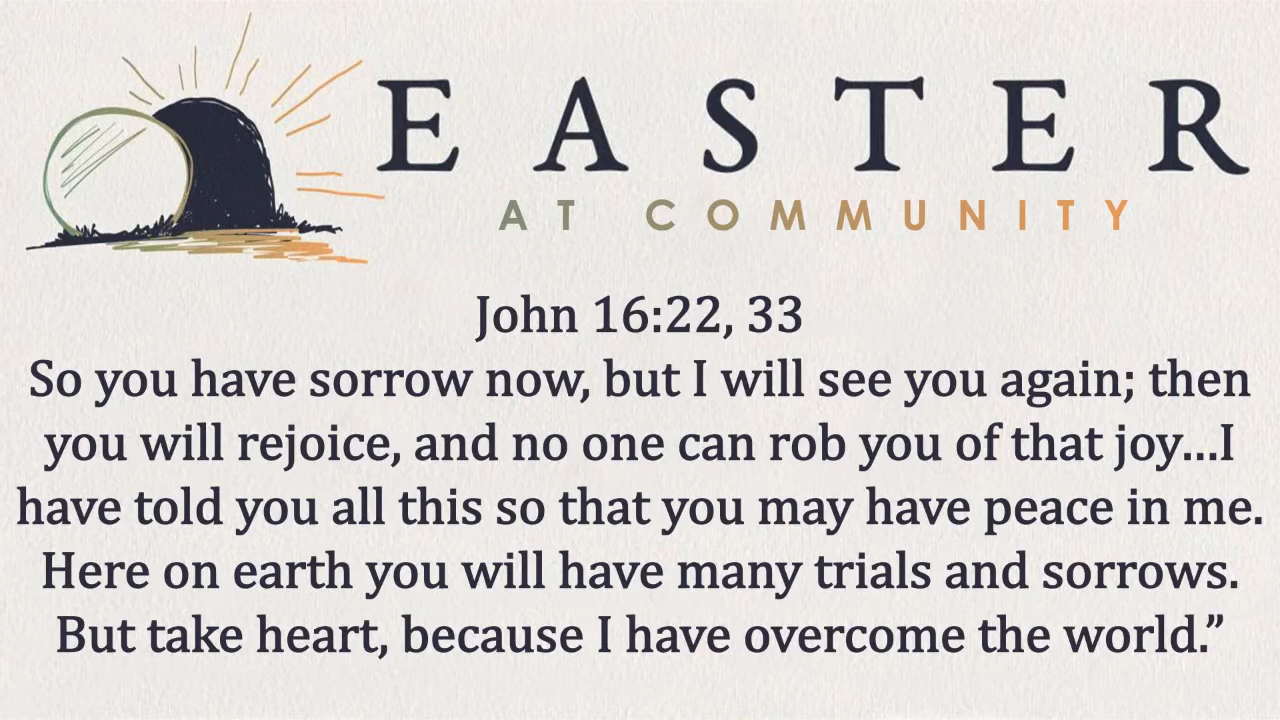 EASTER
AT COMMUNITY
John 16:22, 33
So you have sorrow now, but I will see you again; then
you will rejoice, and no one can rob you of that joy...I
have told you all this so that you may have peace in me.
Here on earth you will have many trials and sorrows.
But take heart, because I have overcome the world.”